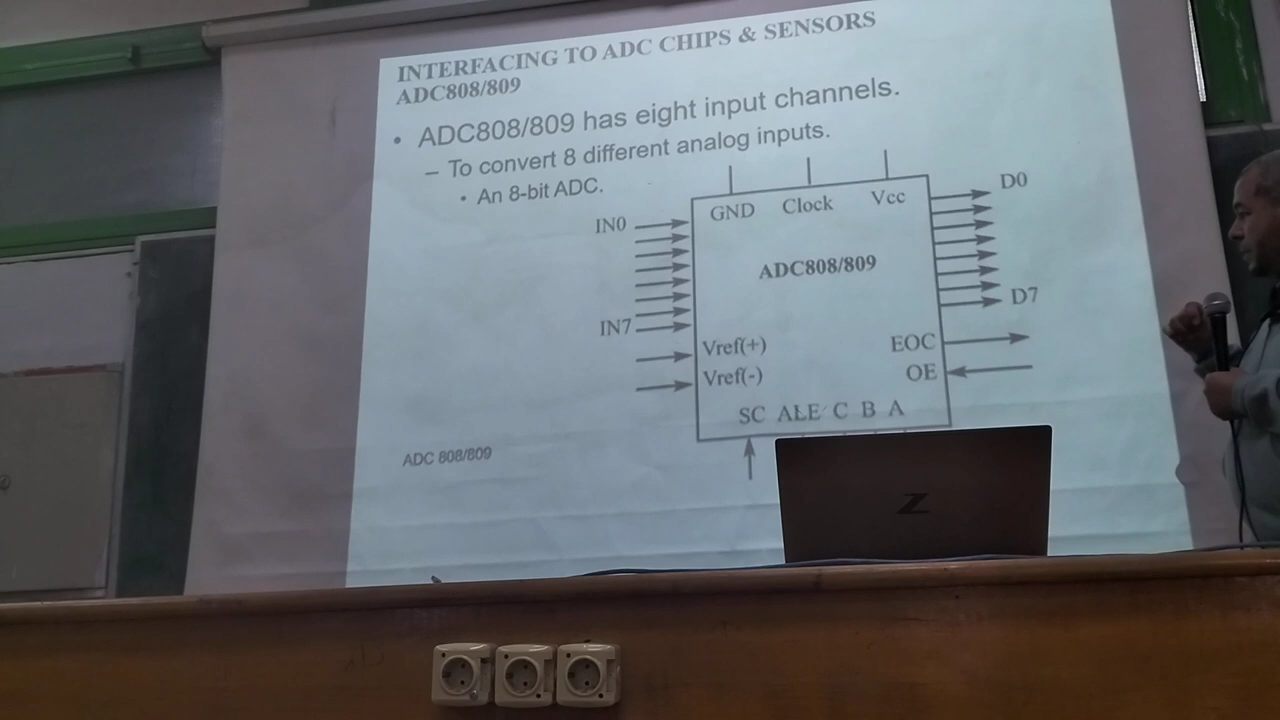 INTERFACING TO ADC CHIPS & SENSORS
ADC808/809
• ADC808/809 has eight input channels.
– To convert 8 different analog inputs.
• An 8-bit ADC.
GND Clock Vcc
D0
IN0
ADC808/809
D7
IN7
Vref(+)
EOC
Vref(-)
OE
SC ALE C B A
ADC 808/809
Z